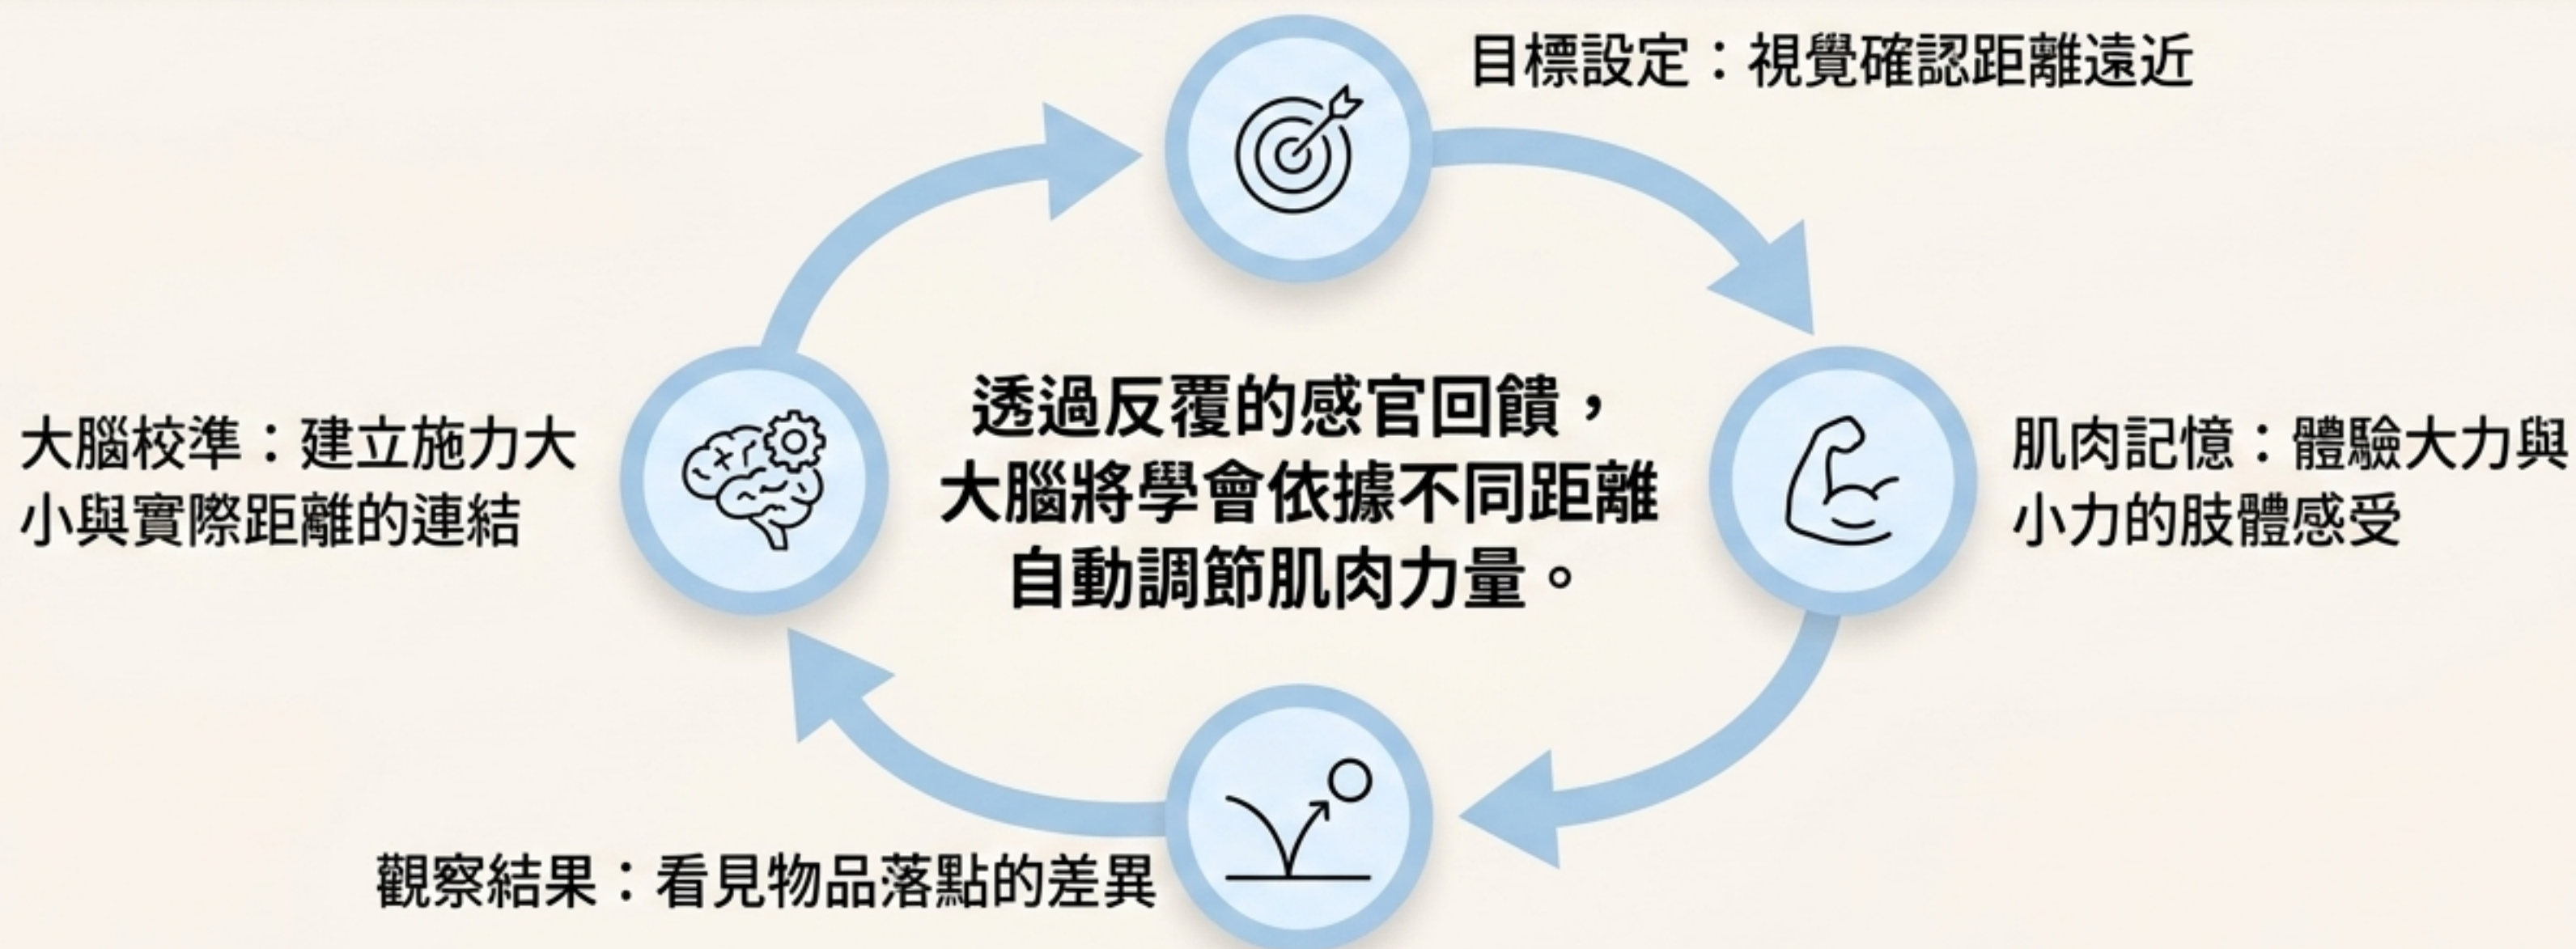 目標設定：視覺確認距離遠近
肌肉記憶：體驗大力與
小力的肢體感受
觀察結果：看見物品落點的差異
大腦校準：建立施力大
小與實際距離的連結
透過反覆的感官回饋，
大腦將學會依據不同距離
自動調節肌肉力量。